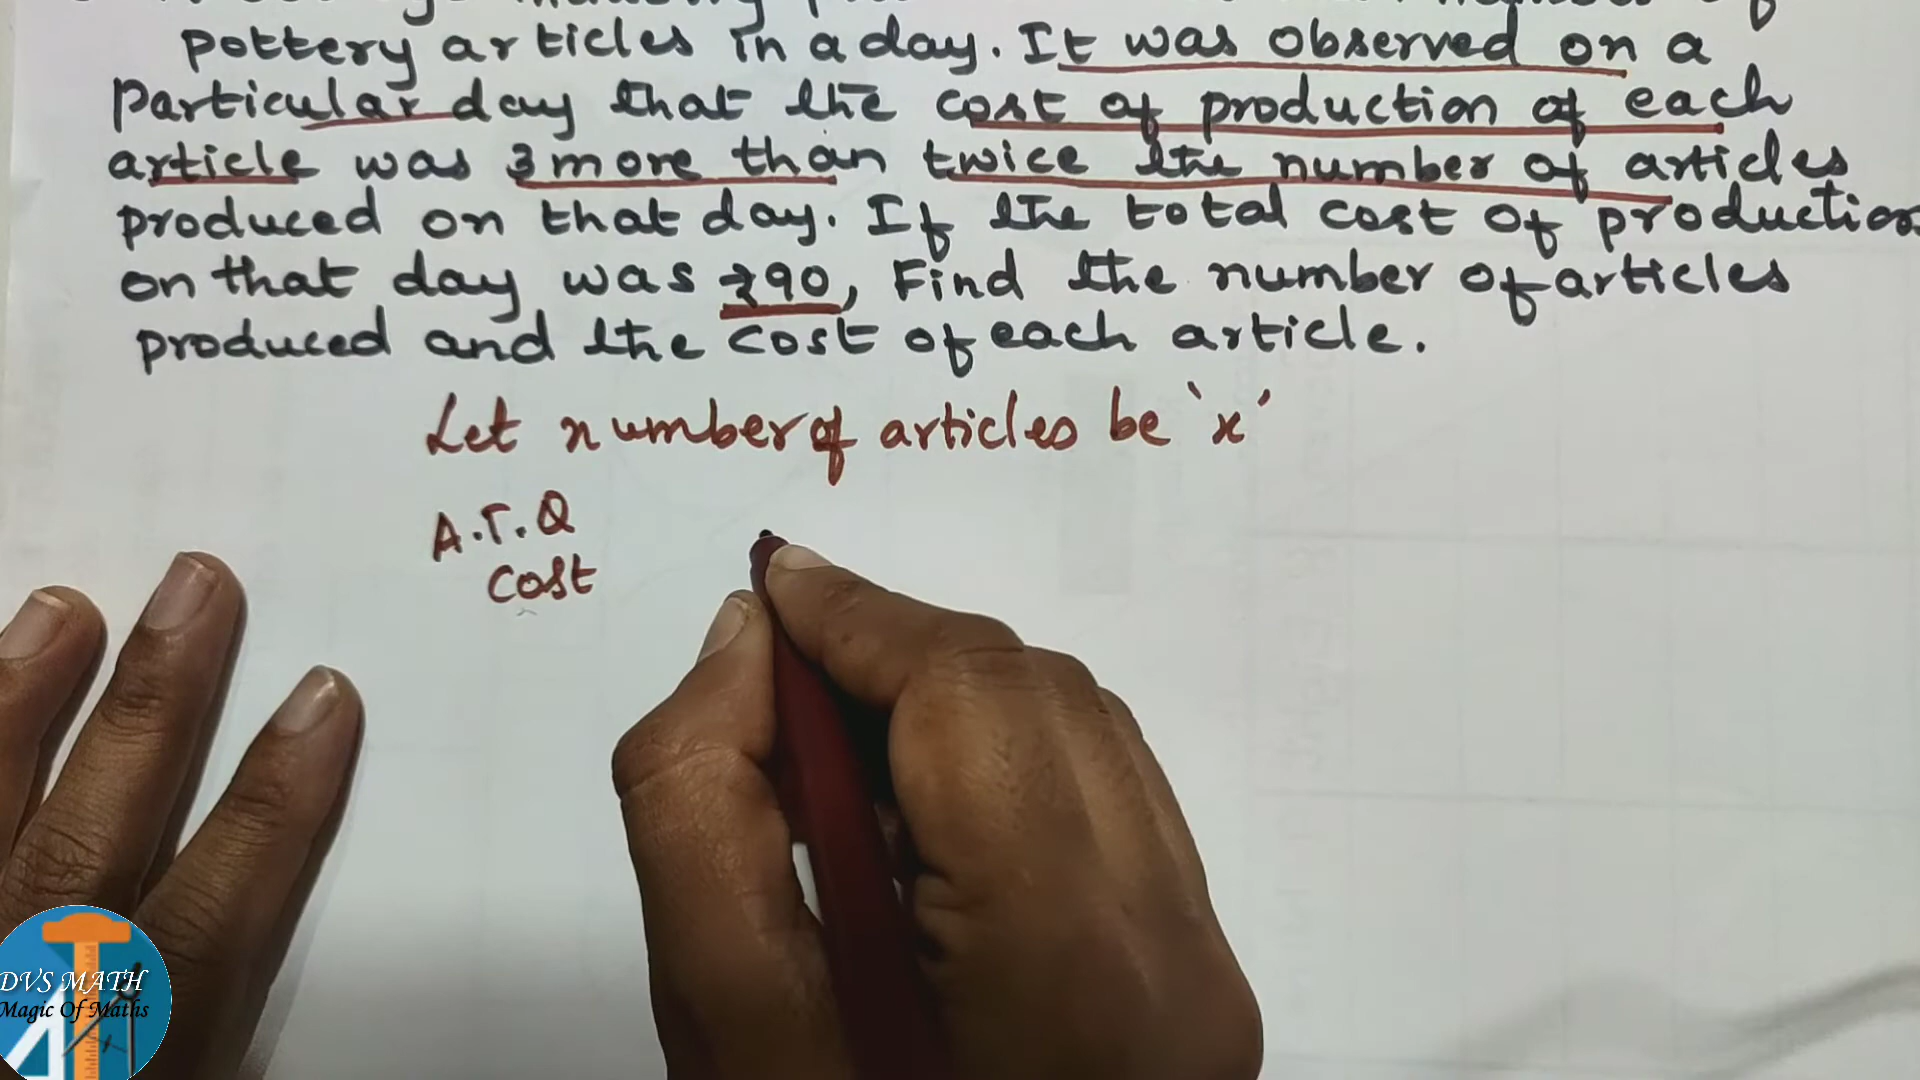 pottery articles in a day. It was observed on a
particular day that the cost of production of each
article was 3 more than twice the number of articles
produced on that day. If the total cost of production
on that day was ₹90, Find the number of articles
produced and the cost of each article.
Let number of articles be 'x'
A.T.Q
Cost
DVS MATH
Magic Of Maths